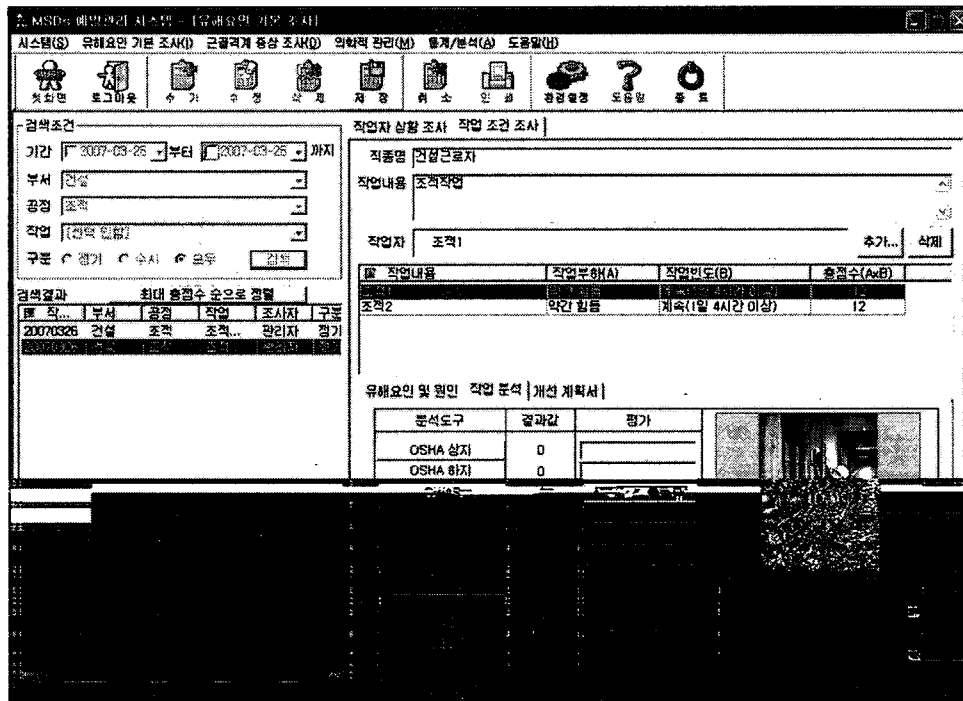 MSDs 예방관리 시스템 - [유해요인 기본 조사]
시스템(S) 유해요인 기본 조사(I) 근골격계 증상 조사(Q) 의학적 관리(M) 통계/분석(A) 도움말(H)
첫화면 로그아웃 추 가 수 정 삭 제 저 장 취 소 인 쇄 환경설정 도움말 종 료
검색조건
기간 2007-03-26 부터 2007-03-26 까지
부서 건설
공정 조적
작업 [선택 안함]
구분 정기 수시 모두 검색
검색결과 최대 총점수 순으로 정렬
작... 부서 공정 작업 조사자 구분
20070326 건설 조적 조적... 관리자 정기
작업자 상황 조사 작업 조건 조사
직종명 건설근로자
작업내용 조적작업
작업자 조적1 추가... 삭제
작업내용 작업부하(A) 작업빈도(B) 총점수(AxB)
조적2 약간 힘듦 계속(1일 4시간 이상) 12
유해요인 및 원인 작업 분석 개선 계획서
분석도구 결과값 평가
OSHA 상지 0
OSHA 하지 0